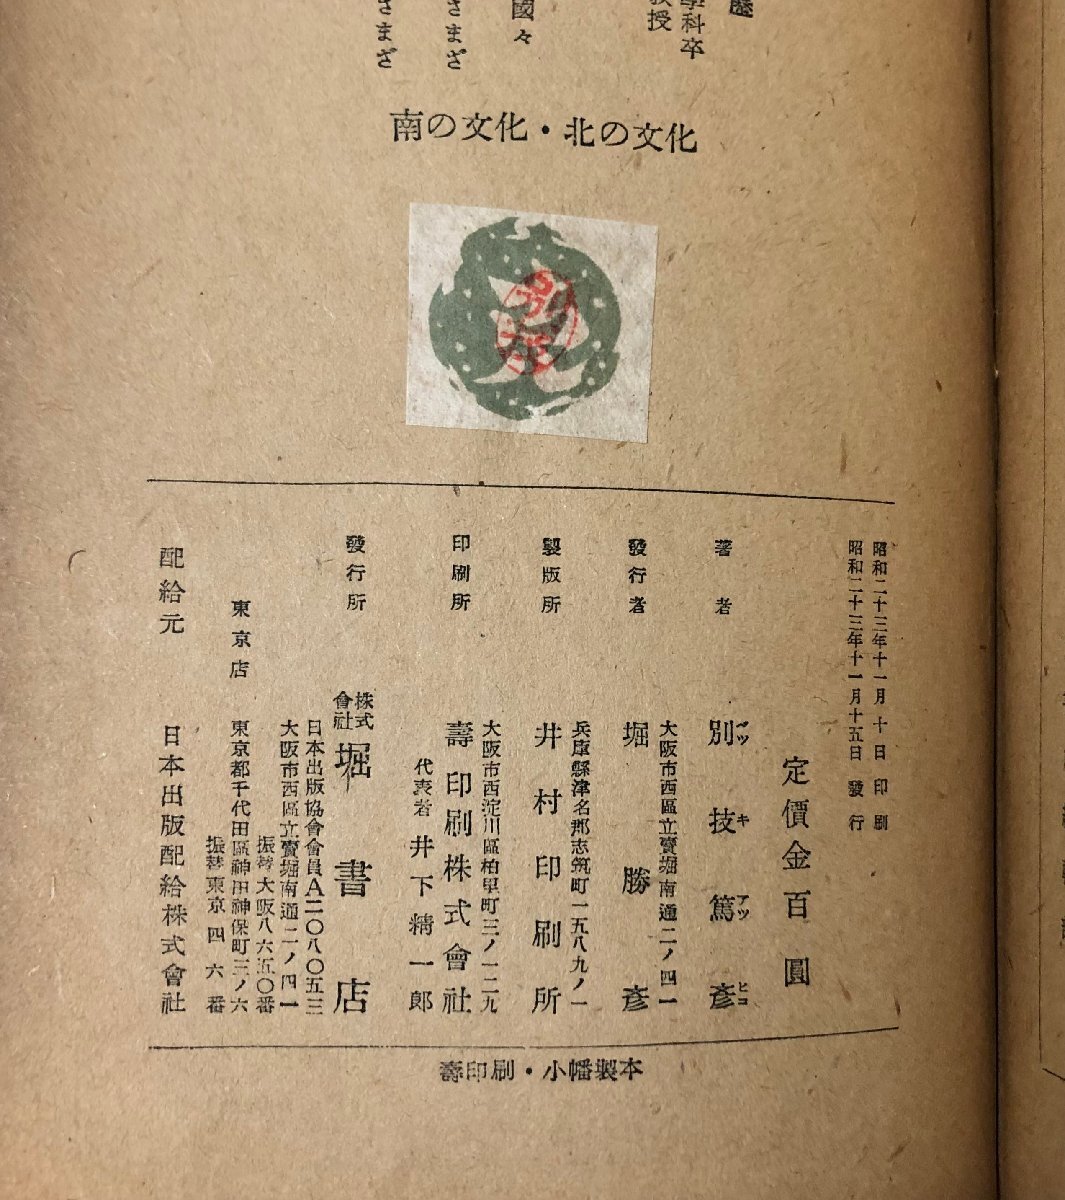 歷
學科卒
敎授
國々
さまざ
さまざ
南の文化・北の文化
昭和二十三年十一月十日 印刷
昭和二十三年十一月十五日 發行
定價金百圓
著者 別技篤彥
ベツ キ アツ ヒコ
大阪市西區立賣堀南通二ノ四一
發行者 堀勝彥
兵庫縣津名郡志筑町一五八九ノ一
製版所 井村印刷所
大阪市西淀川區柏里町三ノ一二九
印刷所 壽印刷株式會社
代表者 井下精一郎
發行所 株式會社 堀書店
日本出版協會會員A二〇八〇五三
大阪市西區立賣堀南通二ノ四一
振替大阪八六五〇番
東京店 東京都千代田區神田神保町三ノ六
振替東京四六番
配給元 日本出版配給株式會社
壽印刷・小幡製本